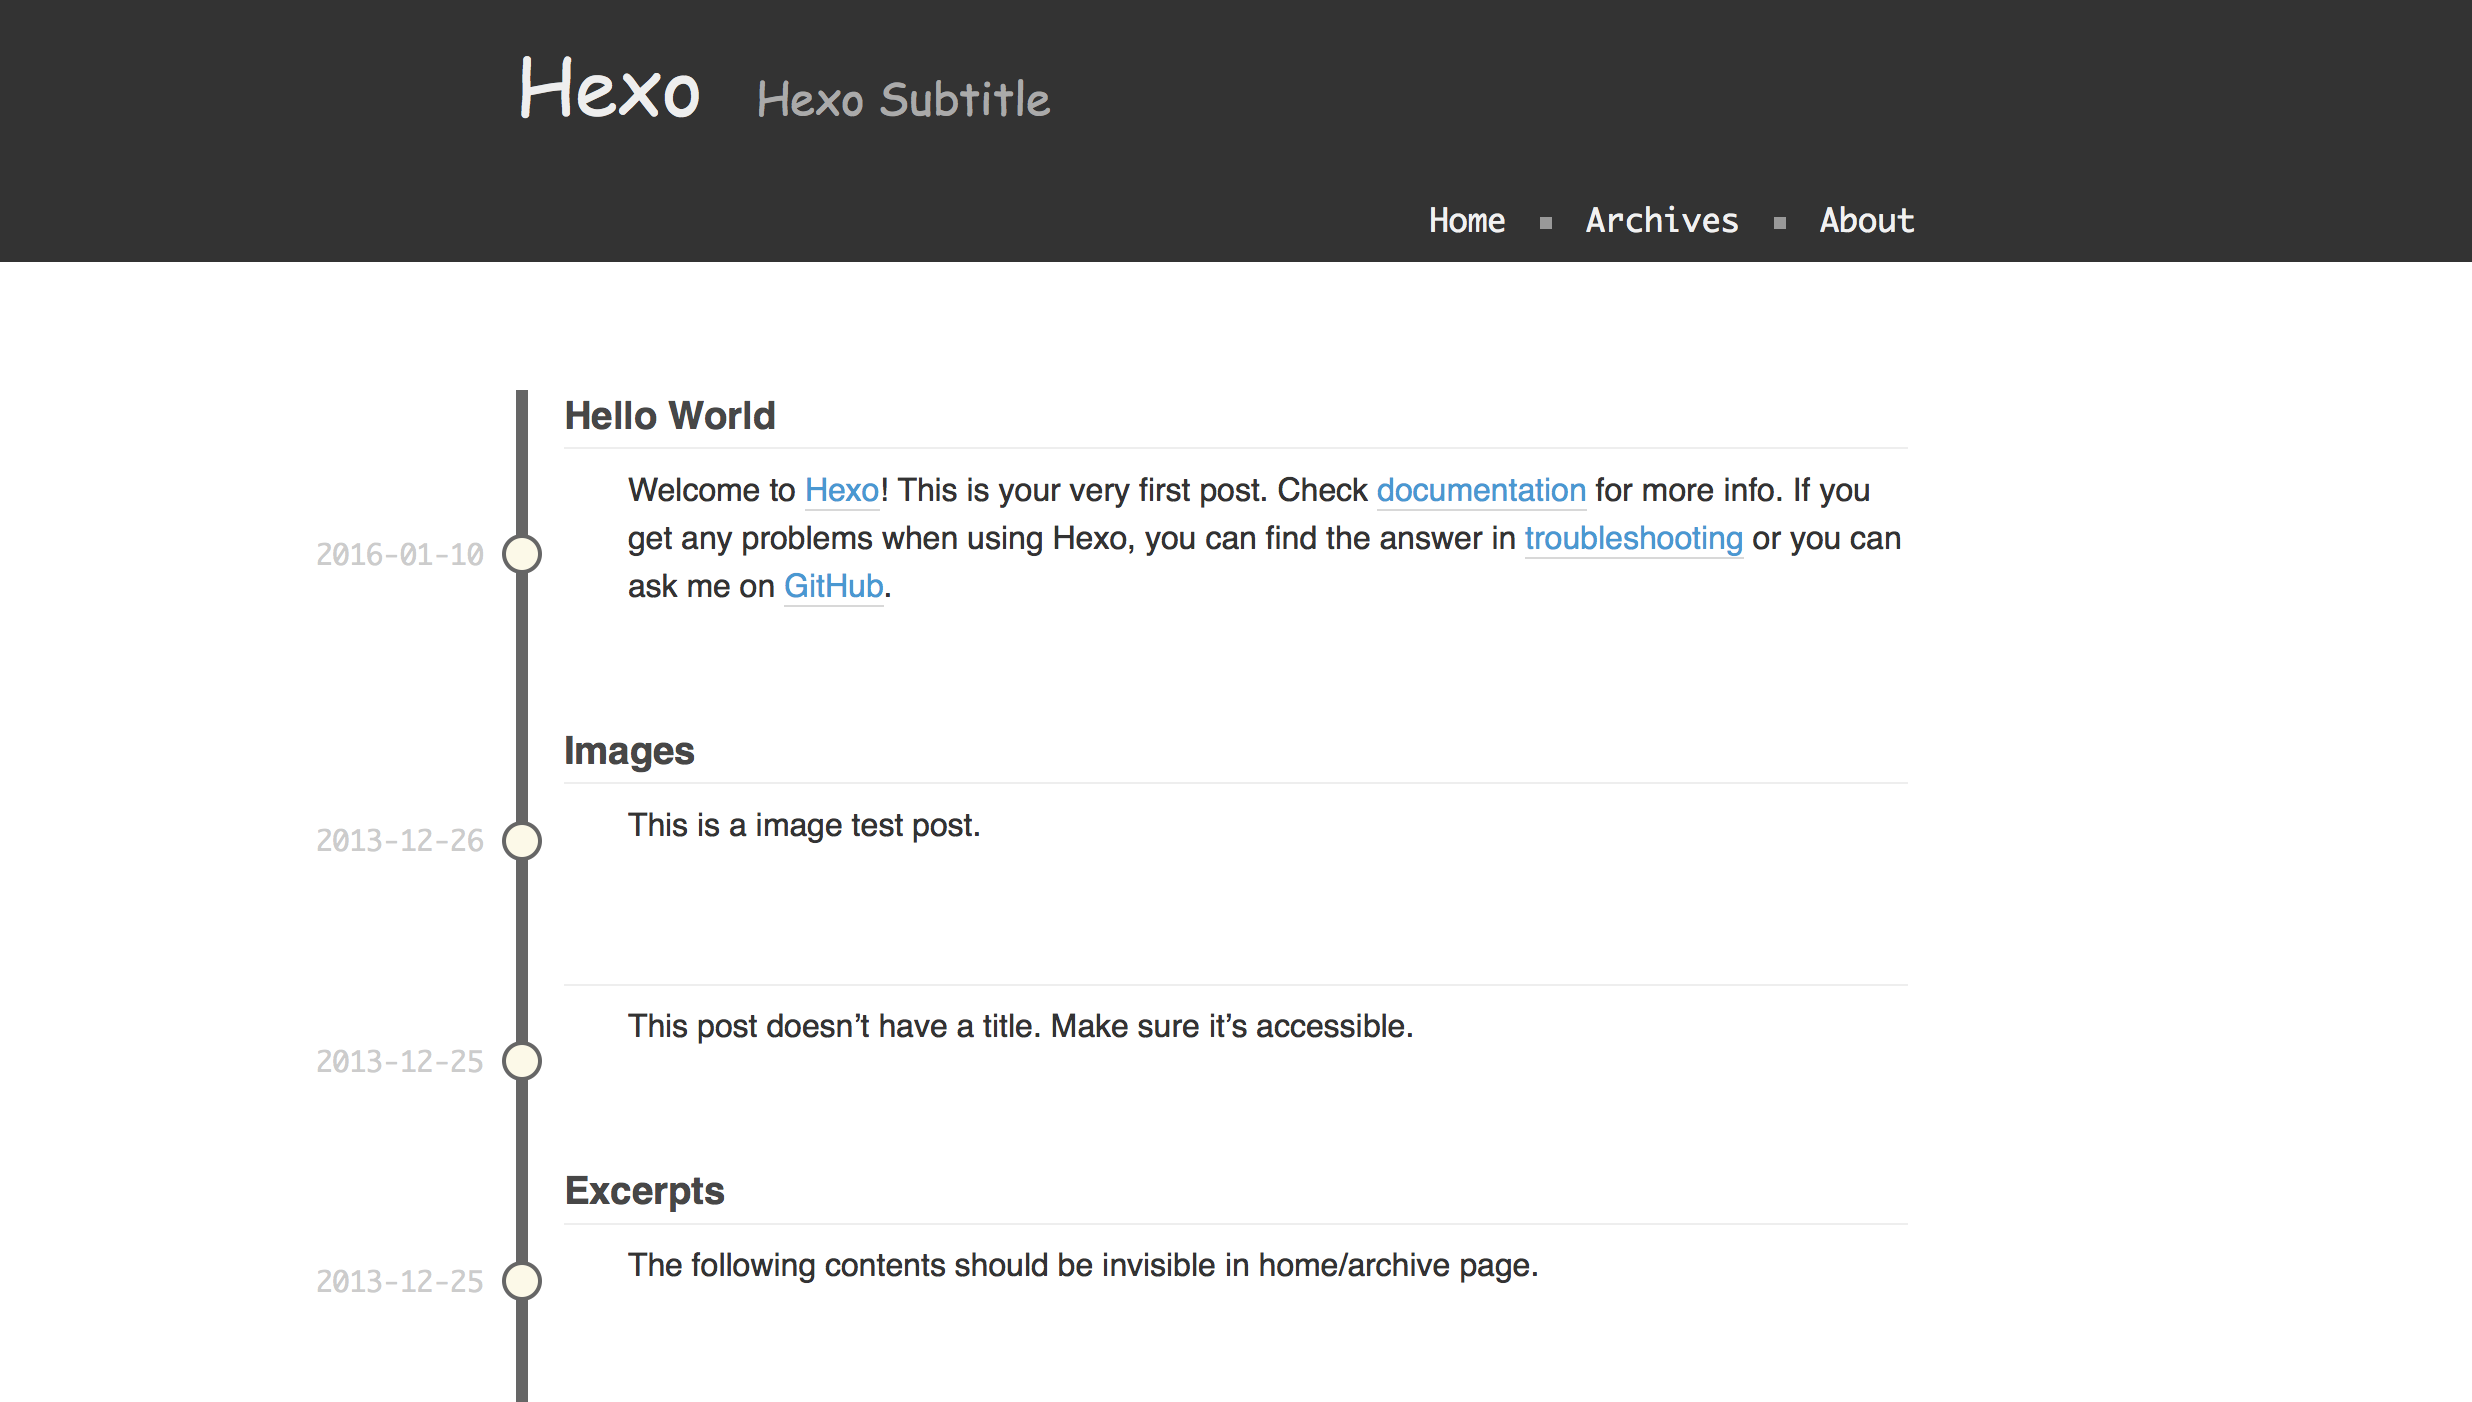 Hexo Hexo Subtitle
Home Archives About
Hello World
Welcome to Hexo! This is your very first post. Check documentation for more info. If you
get any problems when using Hexo, you can find the answer in troubleshooting or you can
2016-01-10
ask me on GitHub.
Images
This is a image test post.
2013-12-26
This post doesn’t have a title. Make sure it’s accessible.
2013-12-25
Excerpts
The following contents should be invisible in home/archive page.
2013-12-25